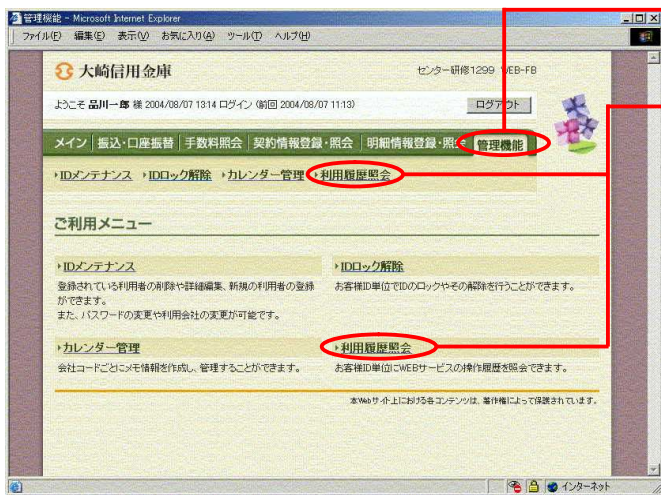 管理機能 - Microsoft Internet Explorer
ファイル(F) 編集(E) 表示(V) お気に入り(A) ツール(T) ヘルプ(H)
大崎信用金庫
センター研修1299 WEB-FB
ようこそ 品川一郎 様 2004/08/07 1314 ログイン (前回 2004/08/07 11:13)
ログアウト
メイン 振込・口座振替 手数料照会 契約情報登録・照会 明細情報登録・照会 管理機能
IDメンテナンス IDロック解除 カレンダー管理 利用履歴照会
ご利用メニュー
IDメンテナンス
登録されている利用者の削除や詳細編集、新規の利用者の登録
ができます。
また、パスワードの変更や利用会社の変更が可能です。
IDロック解除
お客様ID単位でIDのロックやその解除を行うことができます。
カレンダー管理
会社コードごとにメモ情報を作成し、管理することができます。
利用履歴照会
お客様ID単位にWEBサービスの操作履歴を照会できます。
本Webサイト上における各コンテンツは、著作権によって保護されています。
インターネット